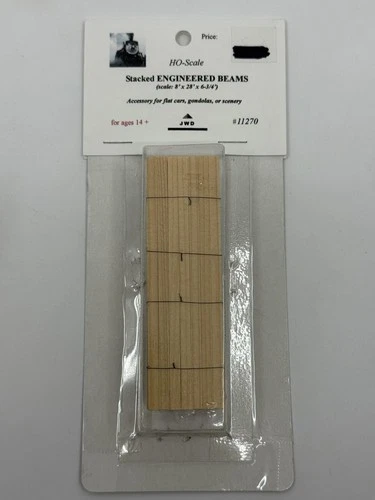 Price:
HO-Scale
Stacked ENGINEERED BEAMS
(scale: 8' x 28' x 6-3/4')
Accessory for flat cars, gondolas, or scenery
for ages 14 +
JWD
#11270